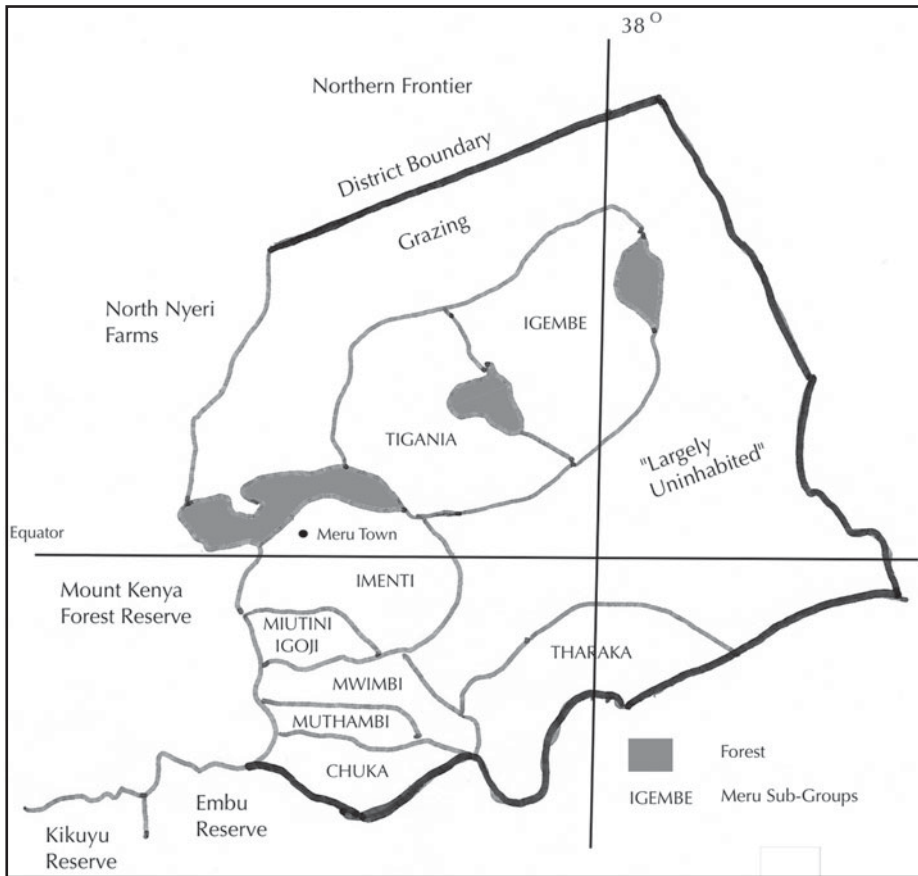 38 O
Northern Frontier
District Boundary
Grazing
North Nyeri
Farms
IGEMBE
TIGANIA
"Largely
Uninhabited"
Equator
Meru Town
Mount Kenya
Forest Reserve
IMENTI
MIUTINI
IGOJI
THARAKA
MWIMBI
MUTHAMBI
CHUKA
Forest
IGEMBE Meru Sub-Groups
Embu
Reserve
Kikuyu
Reserve